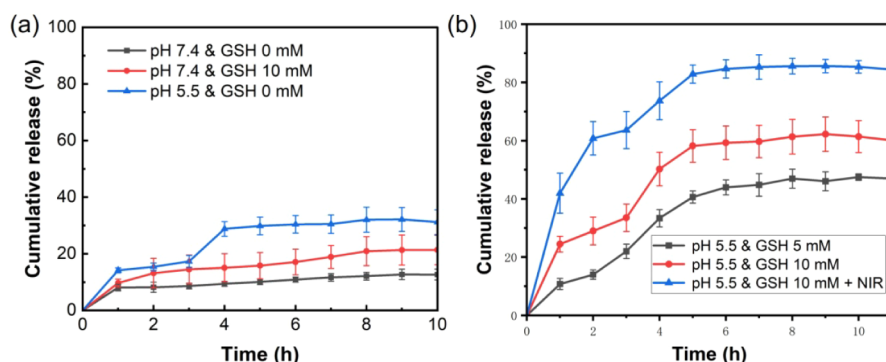 (a)
100
80
60
40
20
0
Cumulative release (%)
pH 7.4 & GSH 0 mM
pH 7.4 & GSH 10 mM
pH 5.5 & GSH 0 mM
0 2 4 6 8 10
Time (h)
(b)
100
80
60
40
20
0
Cumulative release (%)
pH 5.5 & GSH 5 mM
pH 5.5 & GSH 10 mM
pH 5.5 & GSH 10 mM + NIR
0 2 4 6 8 10
Time (h)